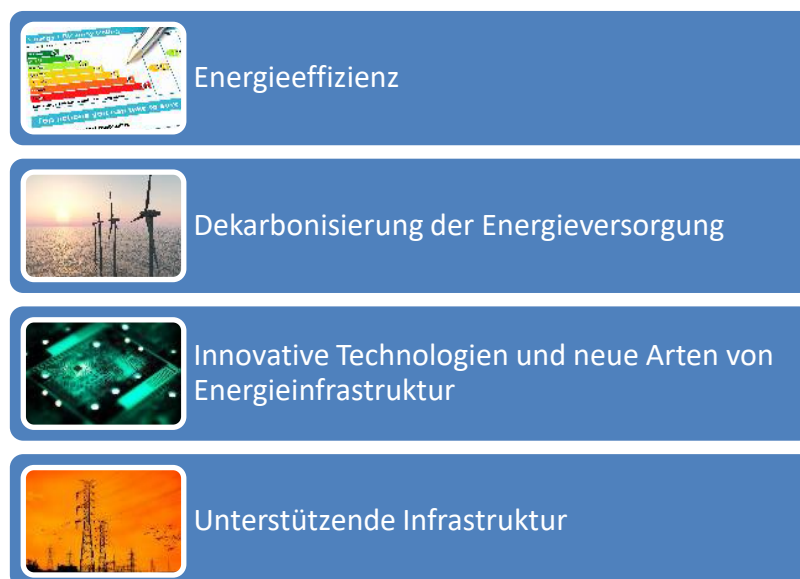 Energieeffizienz
Dekarbonisierung der Energieversorgung
Innovative Technologien und neue Arten von
Energieinfrastruktur
Unterstützende Infrastruktur